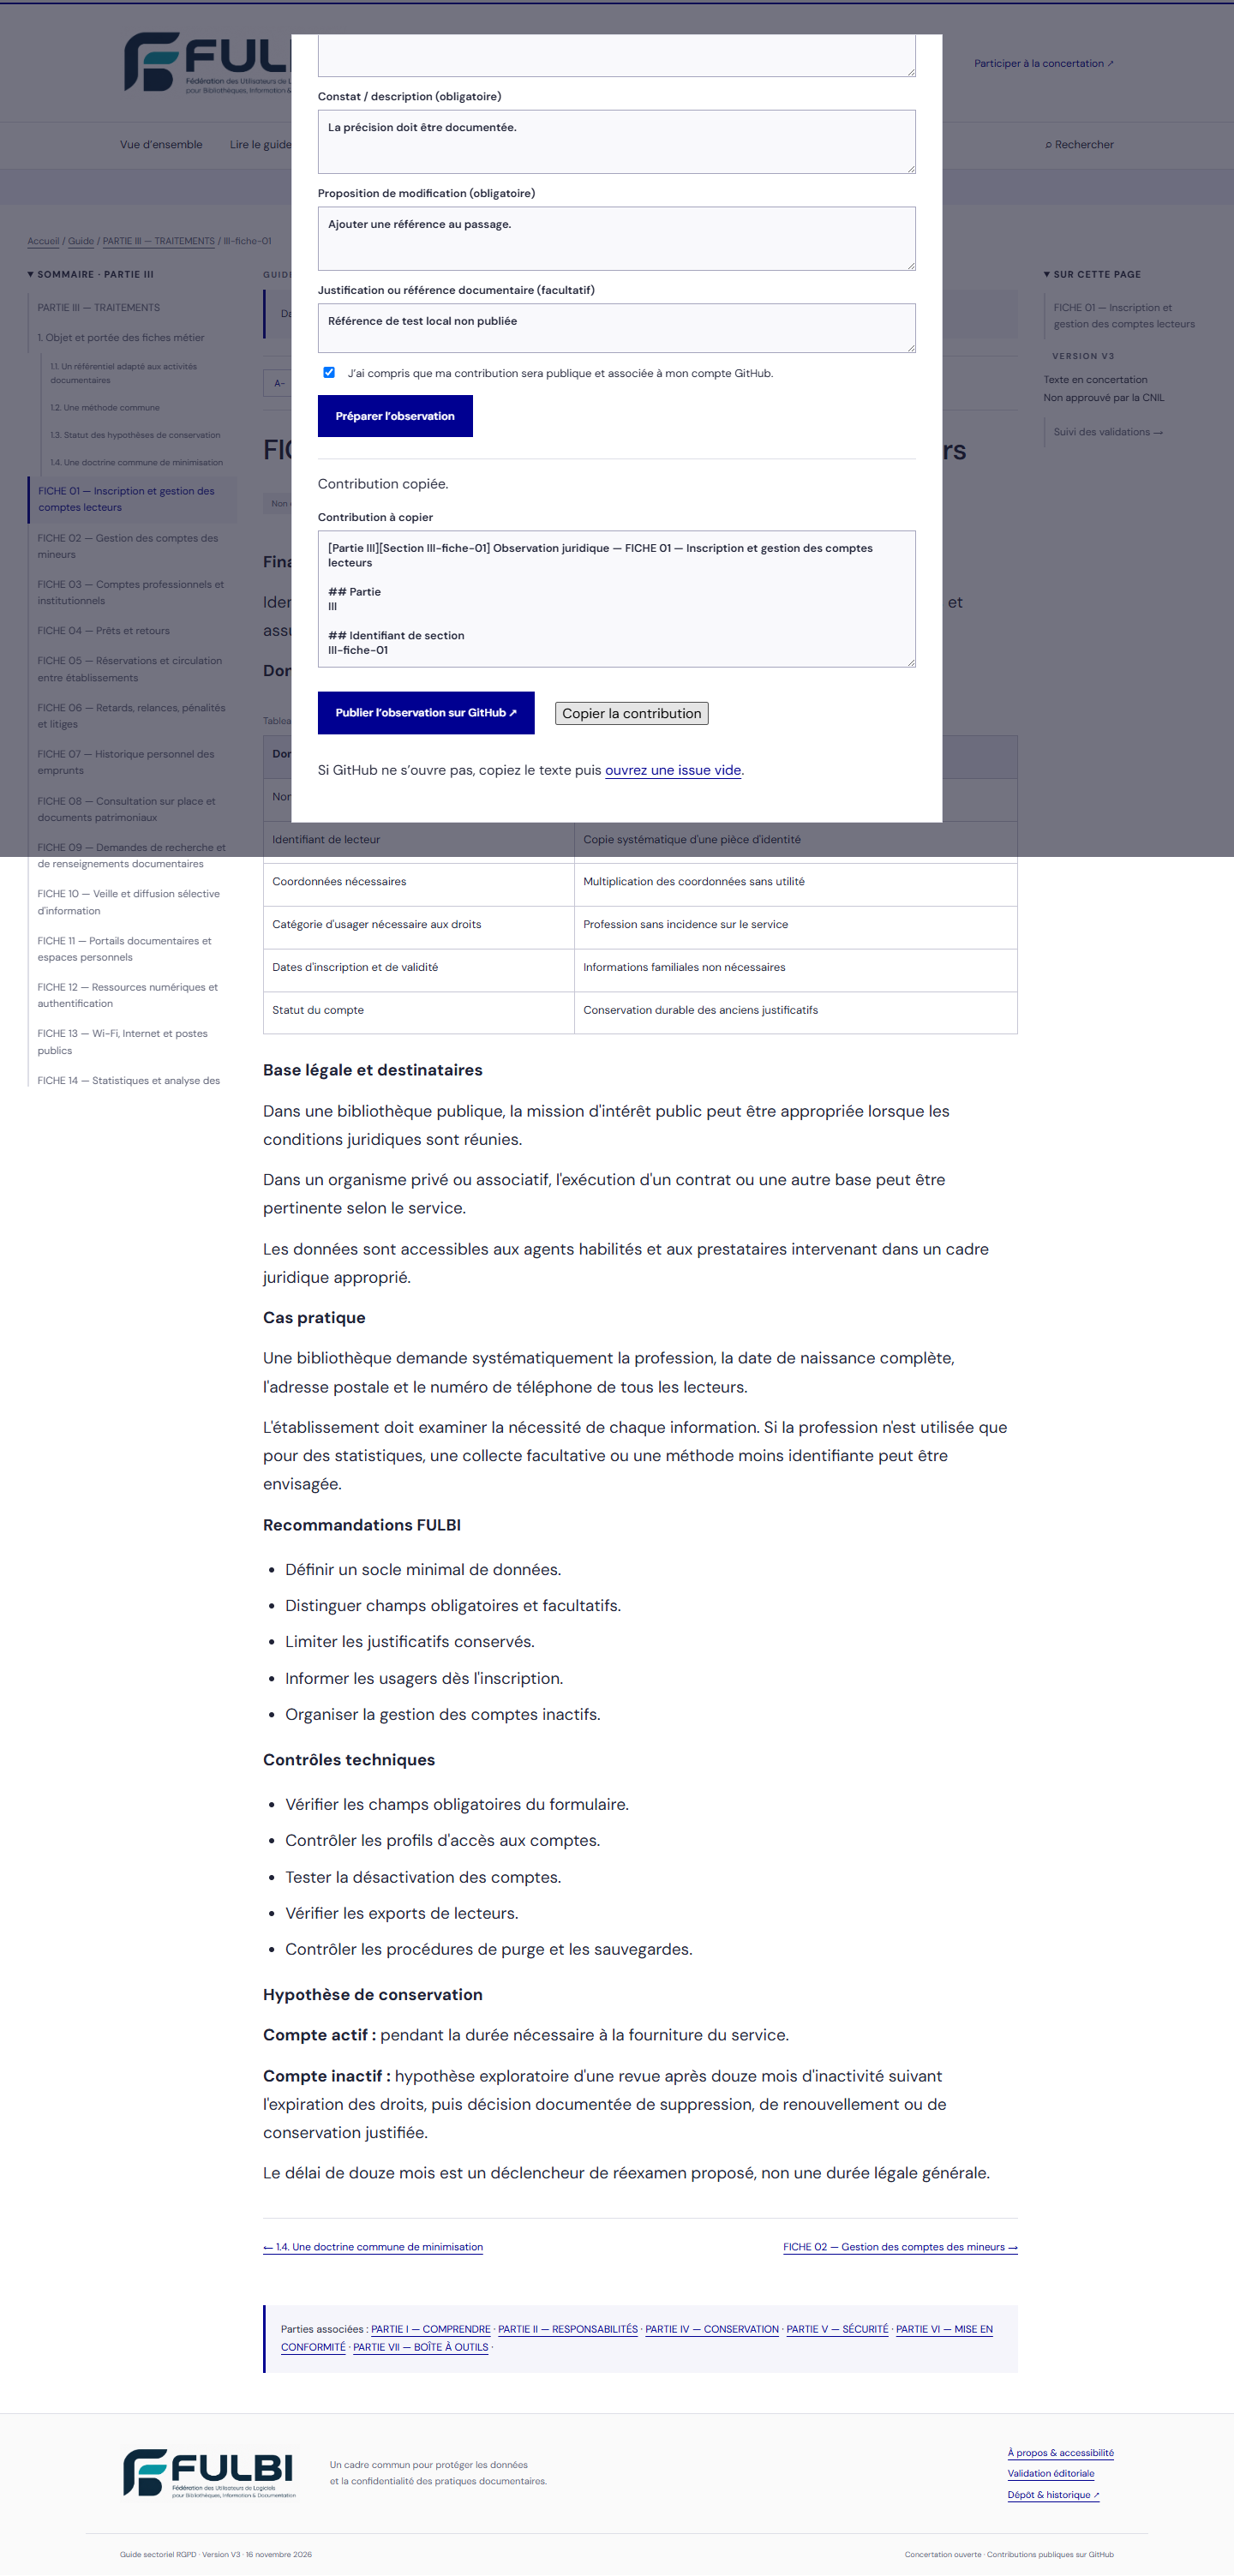 FUL
Fédération des Utilisateurs de L
pour Bibliothèques, Information &
Participer à la concertation ↗
Vue d’ensemble
Lire le guide
⌕ Rechercher
Accueil / Guide / PARTIE III — TRAITEMENTS / III-fiche-01
▼ SOMMAIRE · PARTIE III
PARTIE III — TRAITEMENTS
1. Objet et portée des fiches métier
1.1. Un référentiel adapté aux activités
documentaires
1.2. Une méthode commune
1.3. Statut des hypothèses de conservation
1.4. Une doctrine commune de minimisation
FICHE 01 — Inscription et gestion des
comptes lecteurs
FICHE 02 — Gestion des comptes des
mineurs
FICHE 03 — Comptes professionnels et
institutionnels
FICHE 04 — Prêts et retours
FICHE 05 — Réservations et circulation
entre établissements
FICHE 06 — Retards, relances, pénalités
et litiges
FICHE 07 — Historique personnel des
emprunts
FICHE 08 — Consultation sur place et
documents patrimoniaux
FICHE 09 — Demandes de recherche et
de renseignements documentaires
FICHE 10 — Veille et diffusion sélective
d'information
FICHE 11 — Portails documentaires et
espaces personnels
FICHE 12 — Ressources numériques et
authentification
FICHE 13 — Wi-Fi, Internet et postes
publics
FICHE 14 — Statistiques et analyse des
GUIDE
Da
A-
FIC
rs
Non
Fina
Iden
et
assu
Don
Tablea
Don
Nom
Constat / description (obligatoire)
La précision doit être documentée.
Proposition de modification (obligatoire)
Ajouter une référence au passage.
Justification ou référence documentaire (facultatif)
Référence de test local non publiée
J’ai compris que ma contribution sera publique et associée à mon compte GitHub.
Préparer l’observation
Contribution copiée.
Contribution à copier
[Partie III][Section III-fiche-01] Observation juridique — FICHE 01 — Inscription et gestion des comptes
lecteurs
## Partie
III
## Identifiant de section
III-fiche-01
Publier l’observation sur GitHub ↗
Copier la contribution
Si GitHub ne s’ouvre pas, copiez le texte puis ouvrez une issue vide.
▼ SUR CETTE PAGE
FICHE 01 — Inscription et
gestion des comptes lecteurs
VERSION V3
Texte en concertation
Non approuvé par la CNIL
Suivi des validations →
Identifiant de lecteur
Copie systématique d'une pièce d'identité
Coordonnées nécessaires
Multiplication des coordonnées sans utilité
Catégorie d'usager nécessaire aux droits
Profession sans incidence sur le service
Dates d'inscription et de validité
Informations familiales non nécessaires
Statut du compte
Conservation durable des anciens justificatifs
Base légale et destinataires
Dans une bibliothèque publique, la mission d'intérêt public peut être appropriée lorsque les
conditions juridiques sont réunies.
Dans un organisme privé ou associatif, l'exécution d'un contrat ou une autre base peut être
pertinente selon le service.
Les données sont accessibles aux agents habilités et aux prestataires intervenant dans un cadre
juridique approprié.
Cas pratique
Une bibliothèque demande systématiquement la profession, la date de naissance complète,
l'adresse postale et le numéro de téléphone de tous les lecteurs.
L'établissement doit examiner la nécessité de chaque information. Si la profession n'est utilisée que
pour des statistiques, une collecte facultative ou une méthode moins identifiante peut être
envisagée.
Recommandations FULBI
• Définir un socle minimal de données.
• Distinguer champs obligatoires et facultatifs.
• Limiter les justificatifs conservés.
• Informer les usagers dès l'inscription.
• Organiser la gestion des comptes inactifs.
Contrôles techniques
• Vérifier les champs obligatoires du formulaire.
• Contrôler les profils d'accès aux comptes.
• Tester la désactivation des comptes.
• Vérifier les exports de lecteurs.
• Contrôler les procédures de purge et les sauvegardes.
Hypothèse de conservation
Compte actif : pendant la durée nécessaire à la fourniture du service.
Compte inactif : hypothèse exploratoire d'une revue après douze mois d'inactivité suivant
l'expiration des droits, puis décision documentée de suppression, de renouvellement ou de
conservation justifiée.
Le délai de douze mois est un déclencheur de réexamen proposé, non une durée légale générale.
← 1.4. Une doctrine commune de minimisation
FICHE 02 — Gestion des comptes des mineurs →
Parties associées : PARTIE I — COMPRENDRE · PARTIE II — RESPONSABILITÉS · PARTIE IV — CONSERVATION · PARTIE V — SÉCURITÉ · PARTIE VI — MISE EN
CONFORMITÉ · PARTIE VII — BOÎTE À OUTILS ·
FULBI
Fédération des Utilisateurs de Logiciels
pour Bibliothèques, Information & Documentation
Un cadre commun pour protéger les données
et la confidentialité des pratiques documentaires.
À propos & accessibilité
Validation éditoriale
Dépôt & historique ↗
Guide sectoriel RGPD · Version V3 · 16 novembre 2026
Concertation ouverte · Contributions publiques sur GitHub